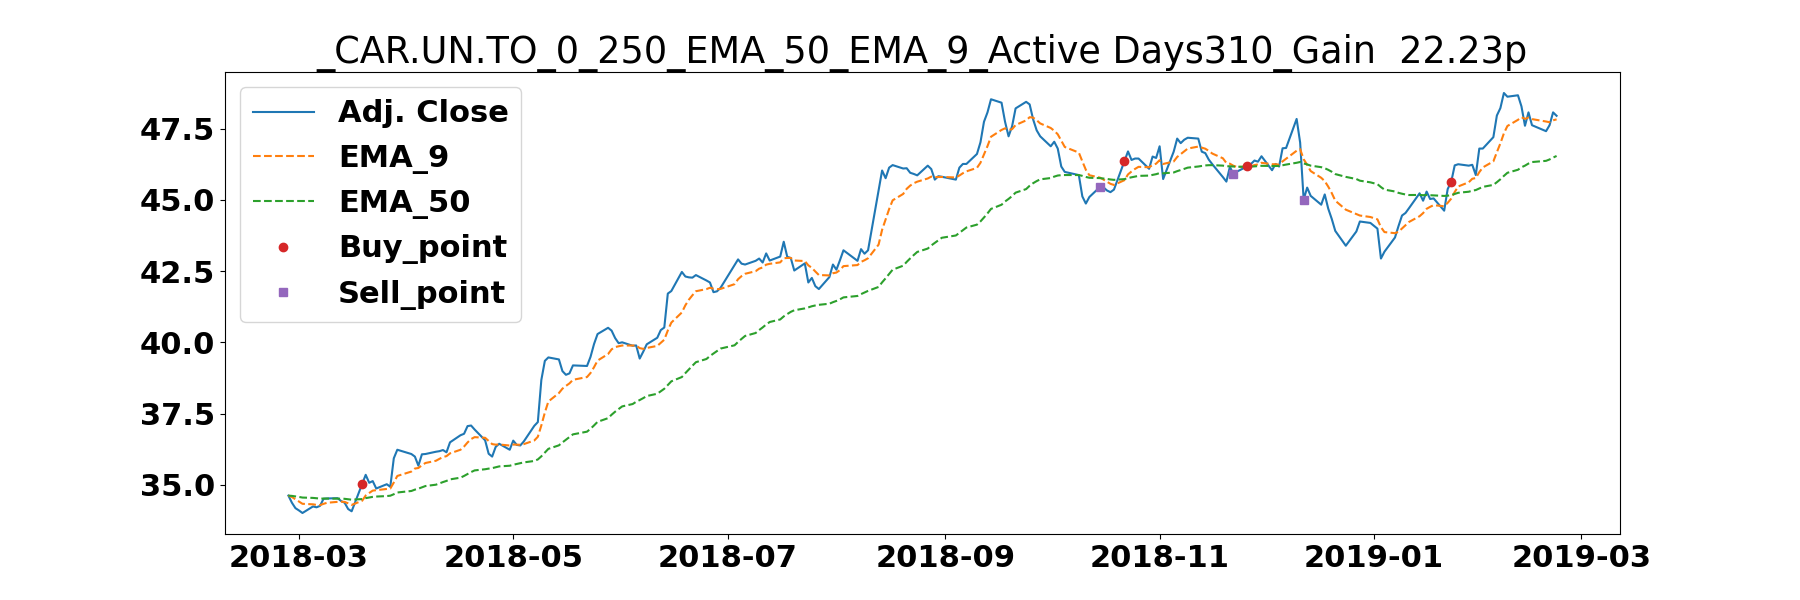 _CAR.UN.TO_0_250_EMA_50_EMA_9_Active Days310_Gain  22.23p
Adj. Close
EMA_9
EMA_50
Buy_point
Sell_point
47.5
45.0
42.5
40.0
37.5
35.0
2018-03 2018-05 2018-07 2018-09 2018-11 2019-01 2019-03